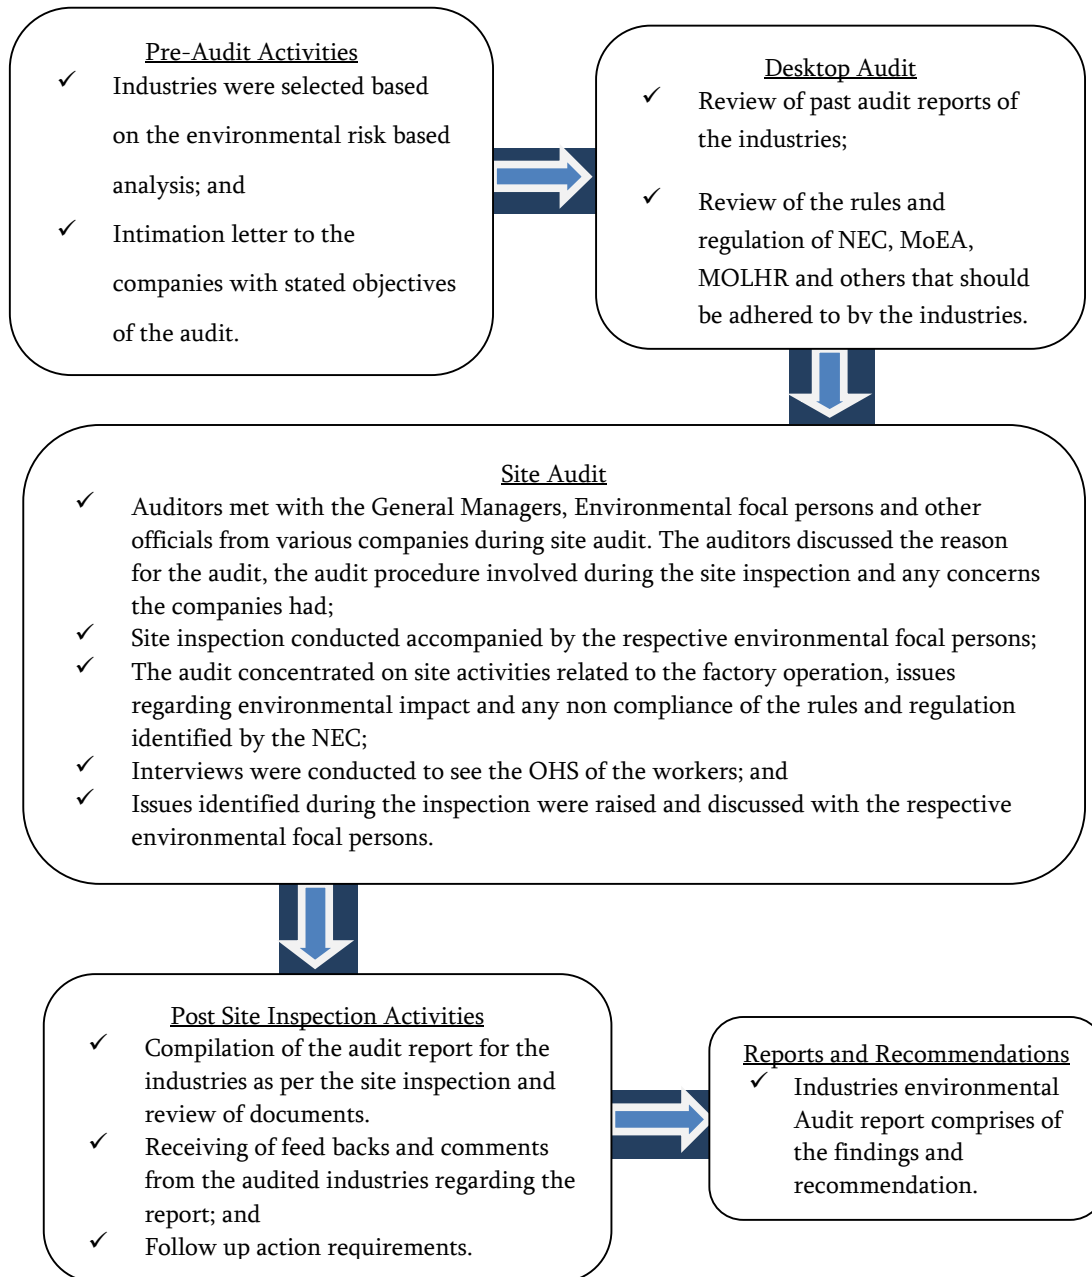 Pre-Audit Activities
✓ Industries were selected based
on the environmental risk based
analysis; and
✓ Intimation letter to the
companies with stated objectives
of the audit.
Desktop Audit
✓ Review of past audit reports of
the industries;
✓ Review of the rules and
regulation of NEC, MoEA,
MOLHR and others that should
be adhered to by the industries.
Site Audit
✓ Auditors met with the General Managers, Environmental focal persons and other
officials from various companies during site audit. The auditors discussed the reason
for the audit, the audit procedure involved during the site inspection and any concerns
the companies had;
✓ Site inspection conducted accompanied by the respective environmental focal persons;
✓ The audit concentrated on site activities related to the factory operation, issues
regarding environmental impact and any non compliance of the rules and regulation
identified by the NEC;
✓ Interviews were conducted to see the OHS of the workers; and
✓ Issues identified during the inspection were raised and discussed with the respective
environmental focal persons.
Post Site Inspection Activities
✓ Compilation of the audit report for the
industries as per the site inspection and
review of documents.
✓ Receiving of feed backs and comments
from the audited industries regarding the
report; and
✓ Follow up action requirements.
Reports and Recommendations
✓ Industries environmental
Audit report comprises of
the findings and
recommendation.